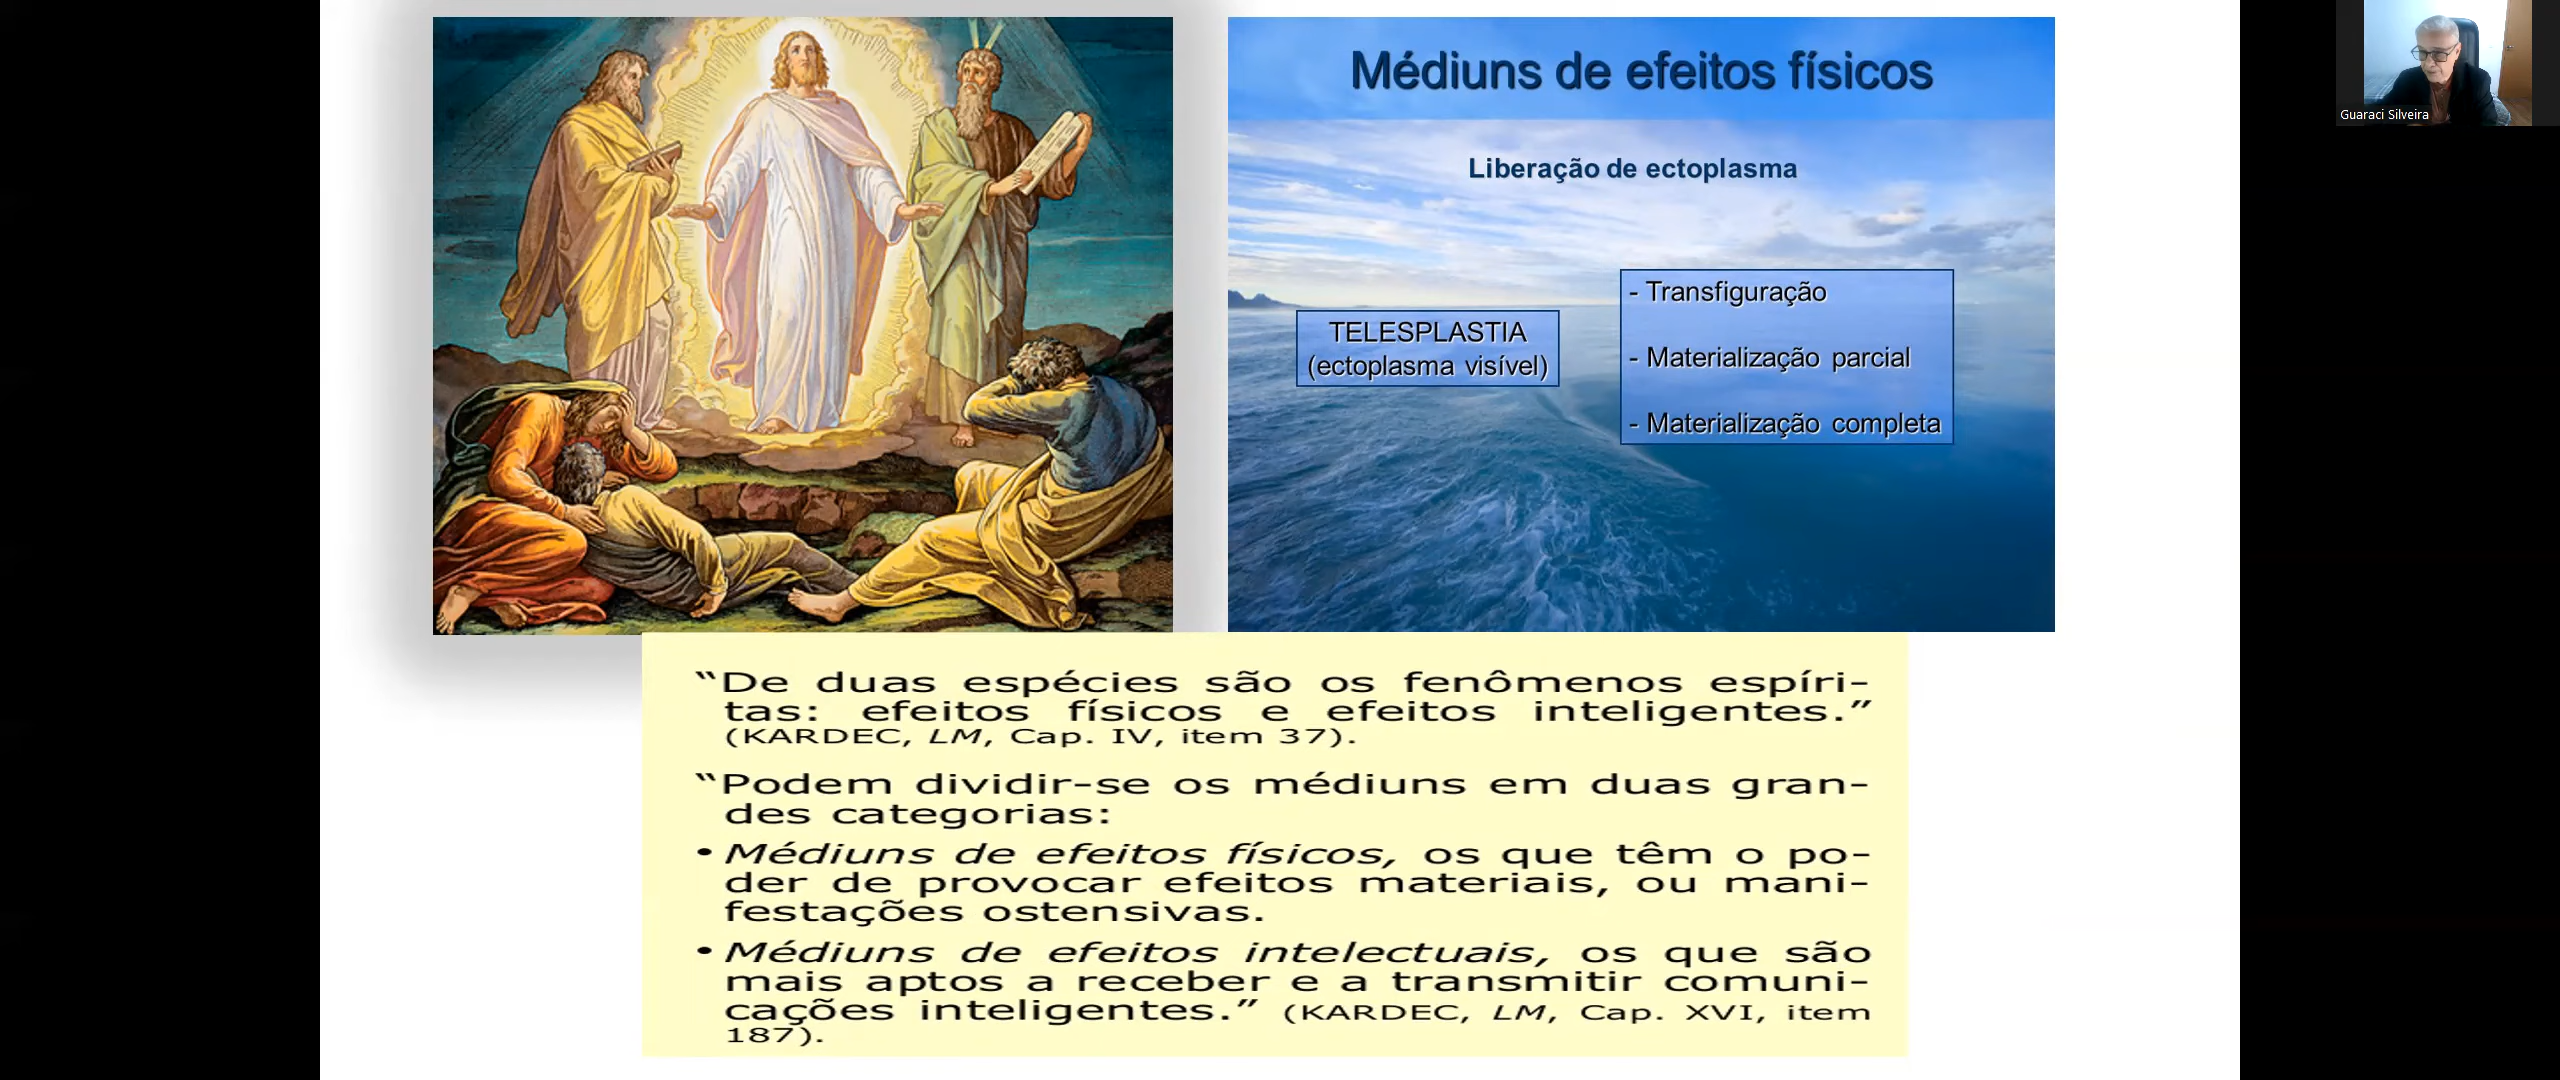 Médiuns de efeitos físicos
Liberação de ectoplasma
TELESPLASTIA
(ectoplasma visível)
- Transfiguração
- Materialização parcial
- Materialização completa
Guaraci Silveira
“De duas espécies são os fenômenos espíri-
tas: efeitos físicos e efeitos inteligentes.”
(KARDEC, LM, Cap. IV, item 37).
“Podem dividir-se os médiuns em duas gran-
des categorias:
• Médiuns de efeitos físicos, os que têm o po-
der de provocar efeitos materiais, ou mani-
festações ostensivas.
• Médiuns de efeitos intelectuais, os que são
mais aptos a receber e a transmitir comuni-
cações inteligentes.” (KARDEC, LM, Cap. XVI, item
187).